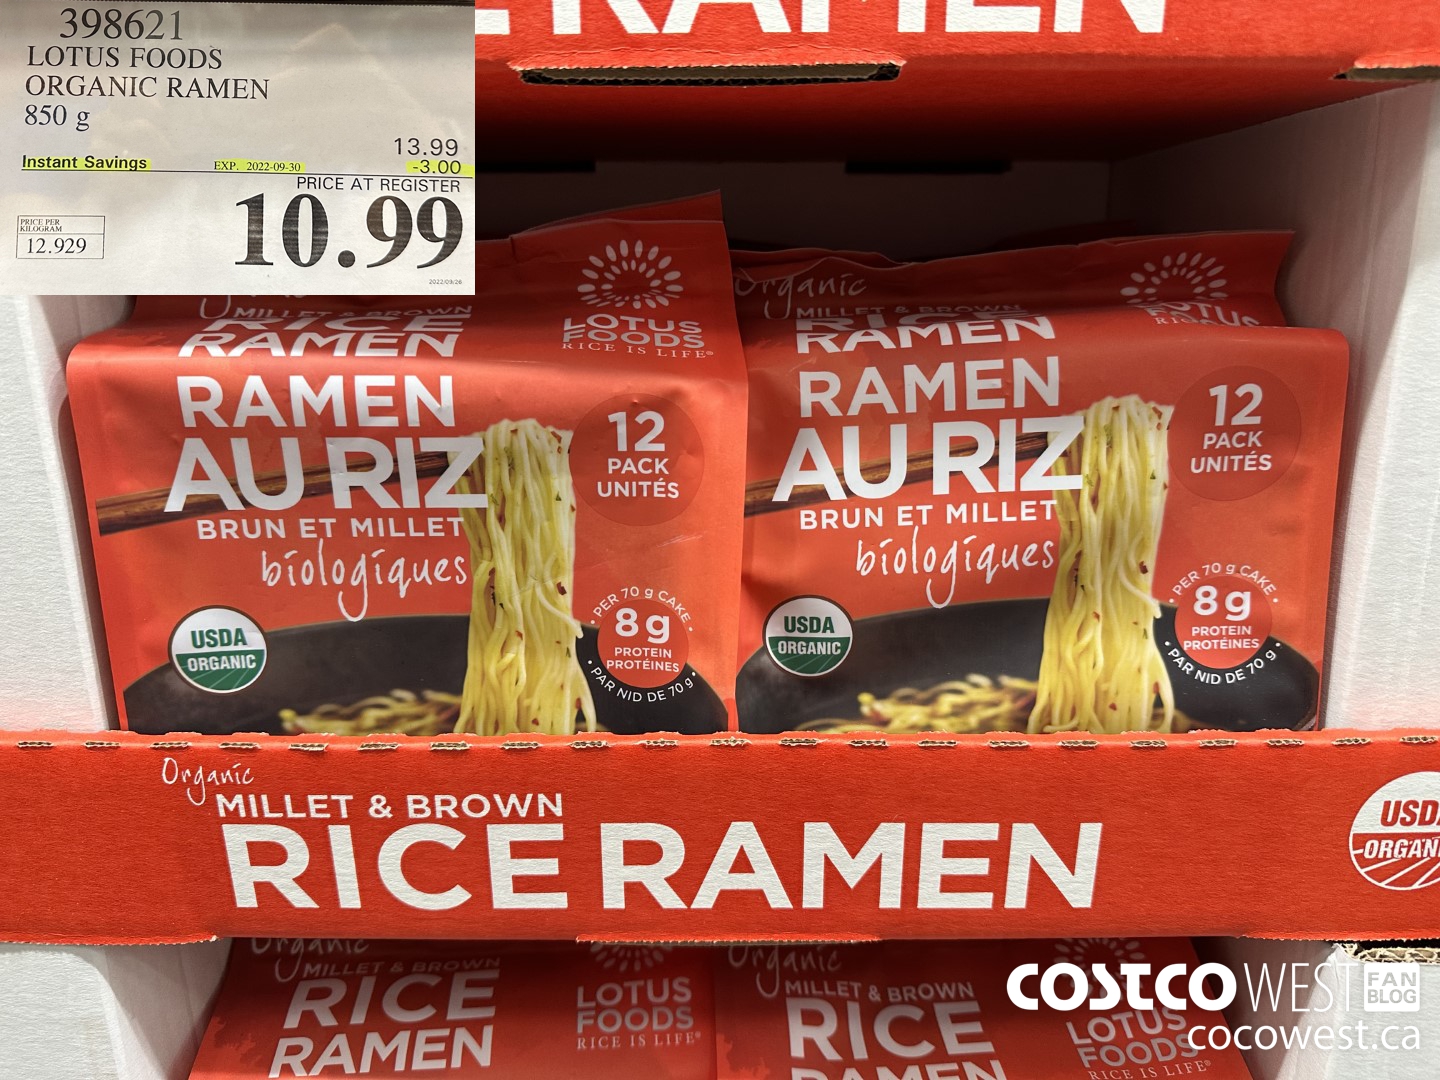 398621
LOTUS FOODS
ORGANIC RAMEN
850 g
13.99
Instant Savings EXP. 2022-09-30 -3.00
PRICE AT REGISTER
10.99
PRICE PER
KILOGRAM
12.929
2022/09/26
RAMEN
MILLET & BROWN
RICE
RAMEN
LOTUS
FOODS
RICE IS LIFE®
RAMEN
AU RIZ
BRUN ET MILLET
biologiques
12
PACK
UNITÉS
USDA
ORGANIC
PER 70 g CAKE
8g
PROTEIN
PROTÉINES
PAR NID DE 70 g
Organic
MILLET & BROWN
RICE
RAMEN
LOTUS
FOODS
RAMEN
AU RIZ
BRUN ET MILLET
biologiques
12
PACK
UNITÉS
USDA
ORGANIC
PER 70 g CAKE
8g
PROTEIN
PROTÉINES
PAR NID DE 70 g
Organic
MILLET & BROWN
RICE RAMEN
USDA
ORGANIC
Organic
MILLET & BROWN
RICE
RAMEN
LOTUS
FOODS
RICE IS LIFE®
Organic
MILLET & BROWN
RICE
RAMEN
LOTUS
FOODS
RICE IS LIFE®
COSTCO WEST FAN BLOG
cocowest.ca